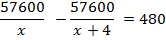 57600/x - 57600/(x + 4) = 480